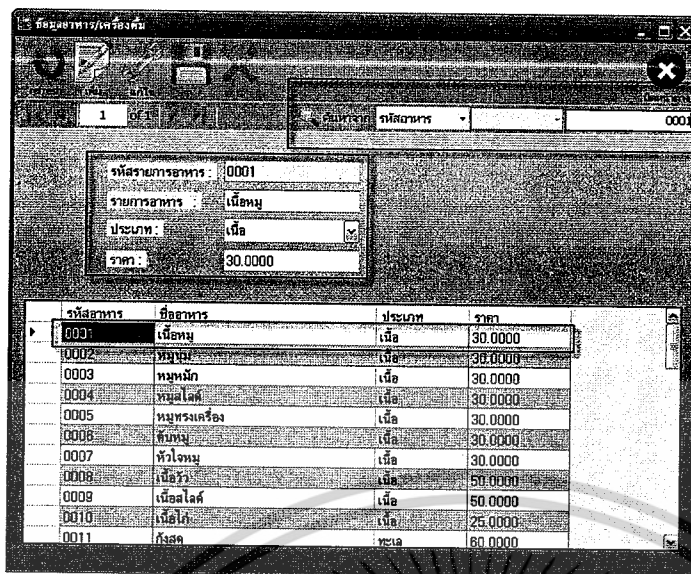 ข้อมูลอาหาร/เครื่องดื่ม
แก้ไข
1 of 1 ค้นหาจาก รหัสอาหาร 0001
รหัสรายการอาหาร : 0001
รายการอาหาร : เนื้อหมู
ประเภท : เนื้อ
ราคา : 30.0000
รหัสอาหาร ชื่ออาหาร ประเภท ราคา
0001 เนื้อหมู เนื้อ 30.0000
0002 หมูนุ่ม เนื้อ 30.0000
0003 หมูหมัก เนื้อ 30.0000
0004 หมูสไลด์ เนื้อ 30.0000
0005 หมูทรงเครื่อง เนื้อ 30.0000
0006 ตับหมู เนื้อ 30.0000
0007 หัวใจหมู เนื้อ 30.0000
0008 เนื้อวัว เนื้อ 50.0000
0009 เนื้อสไลด์ เนื้อ 50.0000
0010 เนื้อไก่ เนื้อ 25.0000
0011 กุ้งสด ทะเล 60.0000